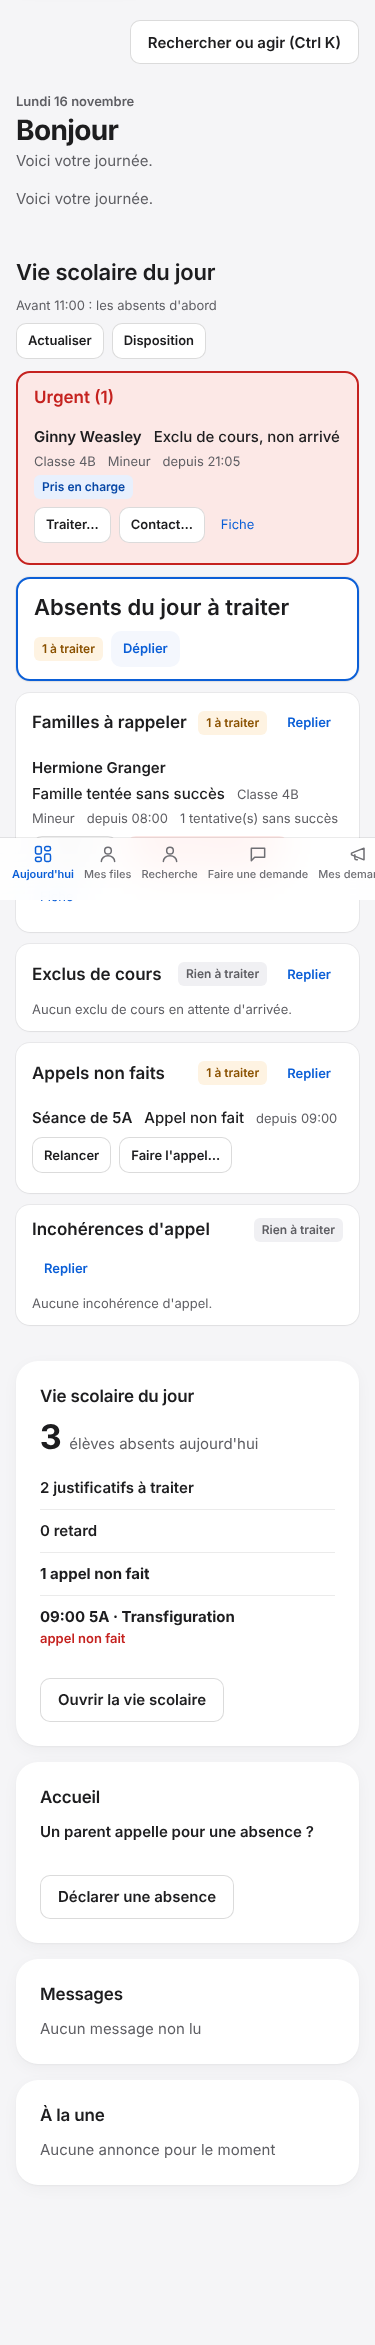 Rechercher ou agir (Ctrl K)
Lundi 16 novembre
Bonjour
Voici votre journée.
Voici votre journée.
Vie scolaire du jour
Avant 11:00 : les absents d'abord
Actualiser Disposition
Urgent (1)
Ginny Weasley Exclu de cours, non arrivé
Classe 4B Mineur depuis 21:05
Pris en charge
Traiter... Contact... Fiche
Absents du jour à traiter
1 à traiter Déplier
Familles à rappeler 1 à traiter Replier
Hermione Granger
Famille tentée sans succès Classe 4B
Mineur depuis 08:00 1 tentative(s) sans succès
Aujourd'hui Mes files Recherche Faire une demande Mes deman
Exclus de cours Rien à traiter Replier
Aucun exclu de cours en attente d'arrivée.
Appels non faits 1 à traiter Replier
Séance de 5A Appel non fait depuis 09:00
Relancer Faire l'appel...
Incohérences d'appel Rien à traiter
Replier
Aucune incohérence d'appel.
Vie scolaire du jour
3 élèves absents aujourd'hui
2 justificatifs à traiter
0 retard
1 appel non fait
09:00 5A · Transfiguration
appel non fait
Ouvrir la vie scolaire
Accueil
Un parent appelle pour une absence ?
Déclarer une absence
Messages
Aucun message non lu
À la une
Aucune annonce pour le moment